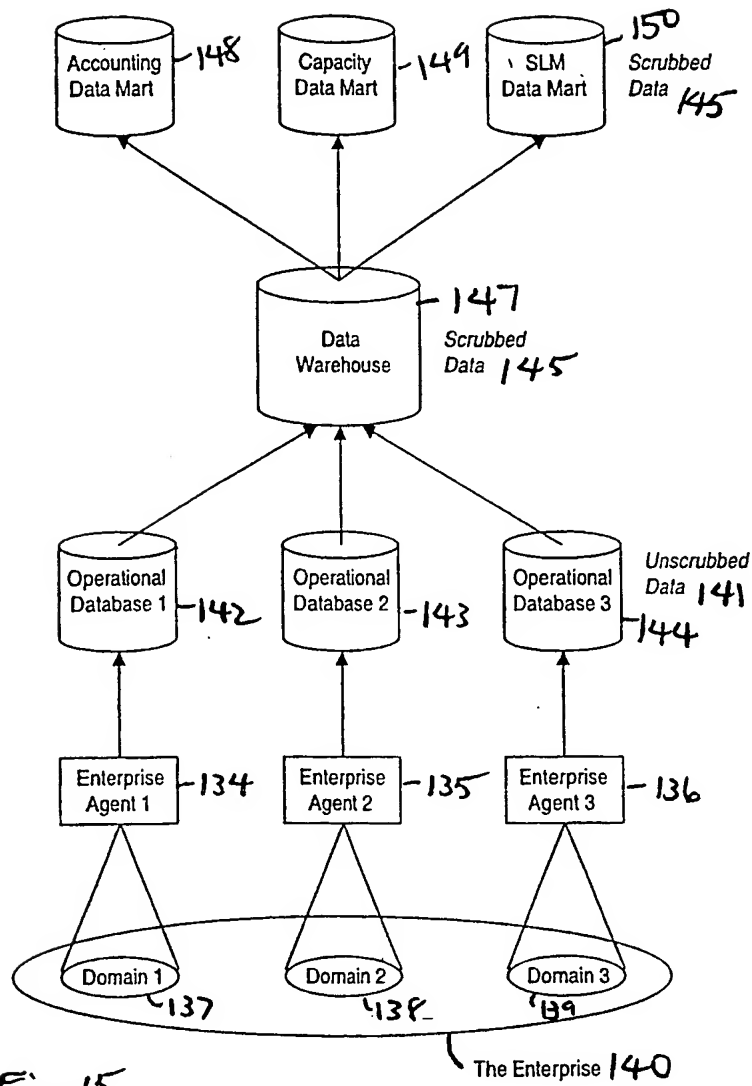 Accounting
Data Mart
148
Capacity
Data Mart
149
SLM
Data Mart
150
Scrubbed
Data 145
Data
Warehouse
147
Scrubbed
Data 145
Operational
Database 1
142
Operational
Database 2
143
Operational
Database 3
144
Unscrubbed
Data 141
Enterprise
Agent 1
134
Enterprise
Agent 2
135
Enterprise
Agent 3
136
Domain 1
137
Domain 2
138
Domain 3
139
The Enterprise 140